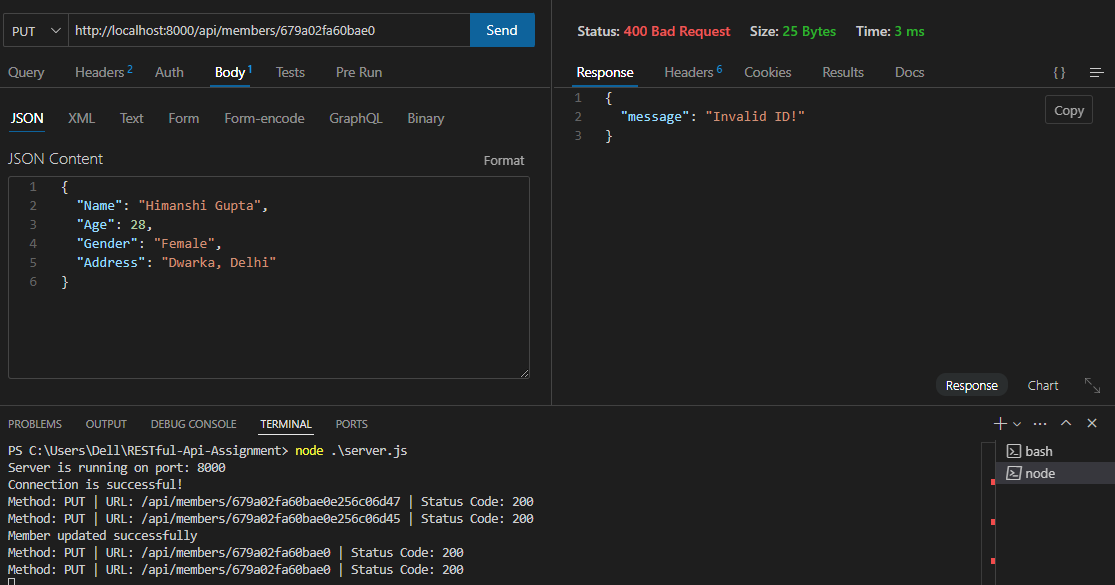 PUT http://localhost:8000/api/members/679a02fa60bae0 Send
Query Headers 2 Auth Body 1 Tests Pre Run
JSON XML Text Form Form-encode GraphQL Binary
JSON Content Format
1 {
2 "Name": "Himanshi Gupta",
3 "Age": 28,
4 "Gender": "Female",
5 "Address": "Dwarka, Delhi"
6 }
Status: 400 Bad Request Size: 25 Bytes Time: 3 ms
Response Headers 6 Cookies Results Docs { }
1 {
2 "message": "Invalid ID!"
3 }
Copy
Response Chart
PROBLEMS OUTPUT DEBUG CONSOLE TERMINAL PORTS
PS C:\Users\Dell\RESTful-Api-Assignment> node .\server.js
Server is running on port: 8000
Connection is successful!
Method: PUT | URL: /api/members/679a02fa60bae0e256c06d47 | Status Code: 200
Method: PUT | URL: /api/members/679a02fa60bae0e256c06d45 | Status Code: 200
Member updated successfully
Method: PUT | URL: /api/members/679a02fa60bae0 | Status Code: 200
Method: PUT | URL: /api/members/679a02fa60bae0 | Status Code: 200
bash
node